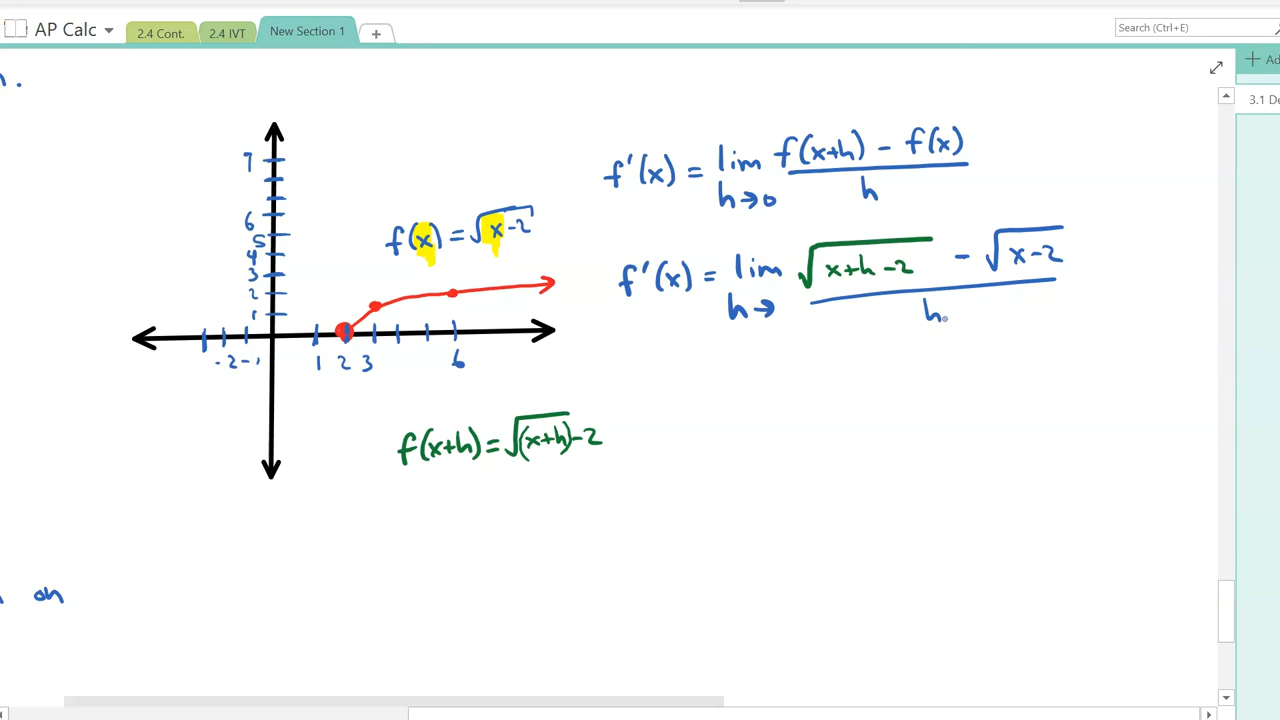 AP Calc
2.4 Cont.
2.4 IVT
New Section 1
+
Search (Ctrl+E)
+ Ad
3.1 De
n.
7
6
5
4
3
2
1
-2 -1 1 2 3 6
f(x) = √x-2
f'(x) = lim h→0 f(x+h) - f(x) / h
f'(x) = lim h→ √x+h-2 - √x-2 / h
f(x+h) = √(x+h)-2
on